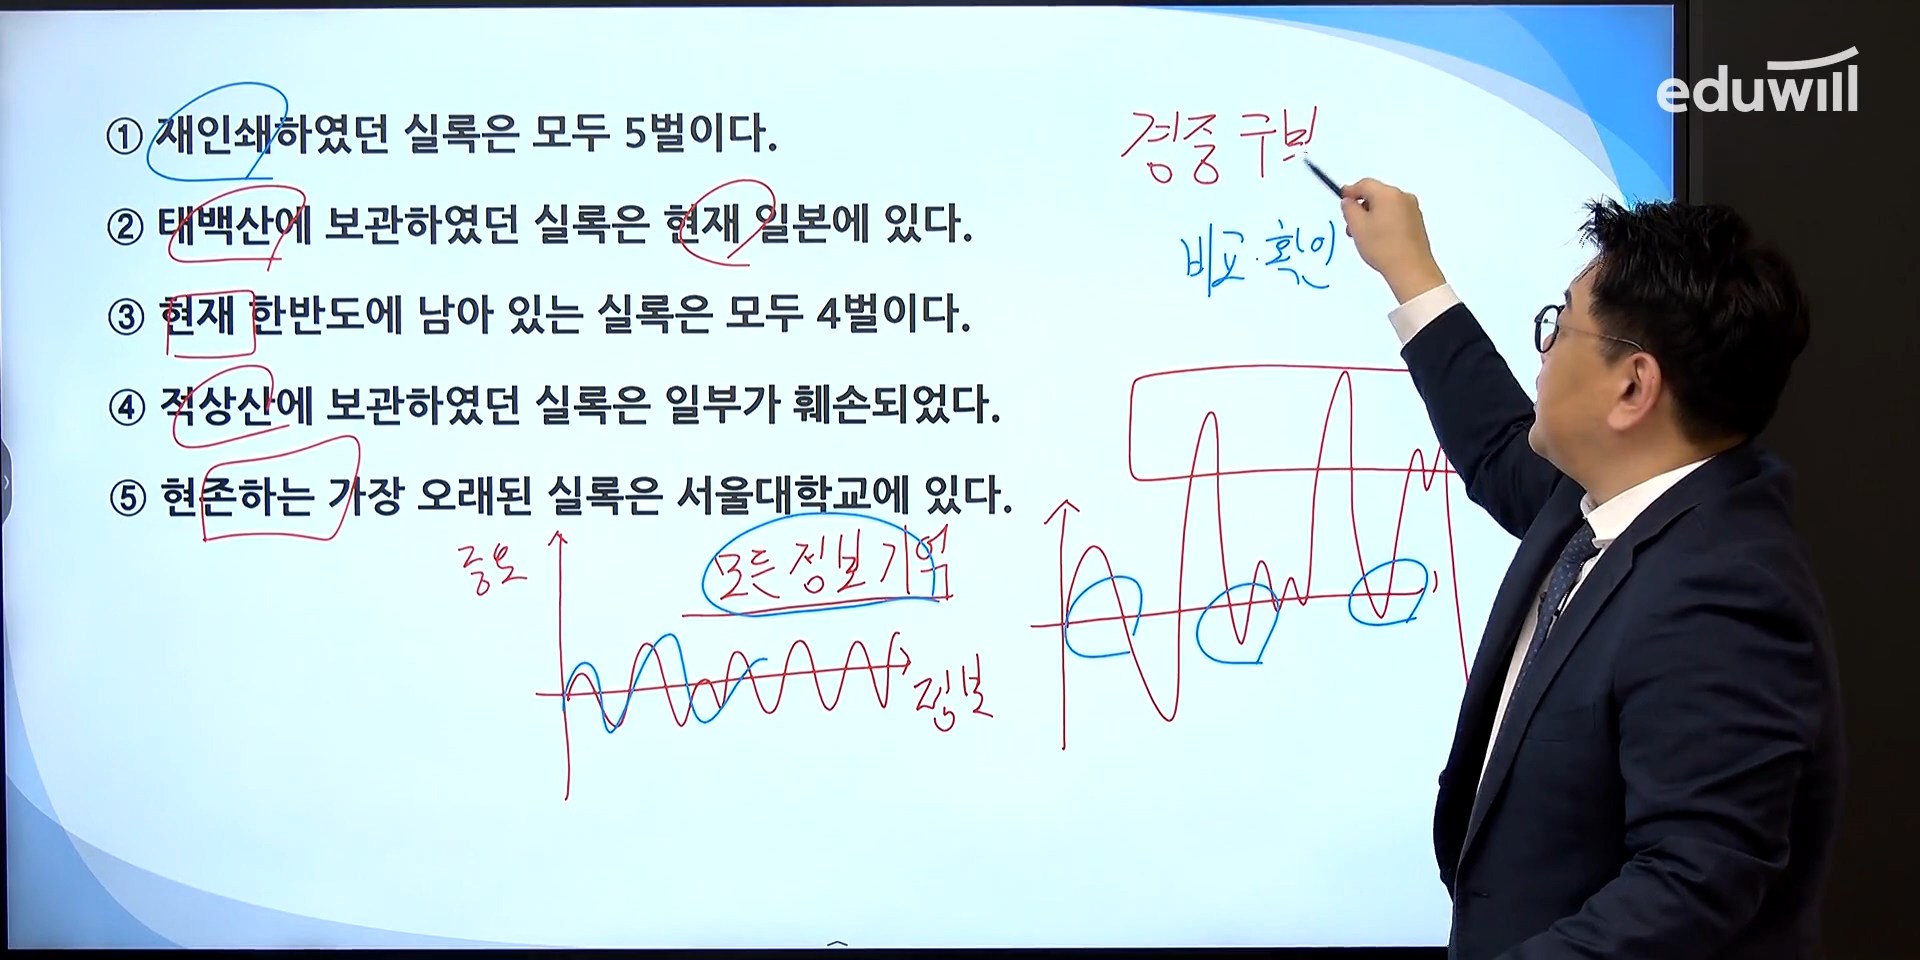 eduwill
① 재인쇄하였던 실록은 모두 5벌이다.
② 태백산에 보관하였던 실록은 현재 일본에 있다.
③ 현재 한반도에 남아 있는 실록은 모두 4벌이다.
④ 적상산에 보관하였던 실록은 일부가 훼손되었다.
⑤ 현존하는 가장 오래된 실록은 서울대학교에 있다.
경중 구분
비교·확인
중요
모든 정보 기억
정보